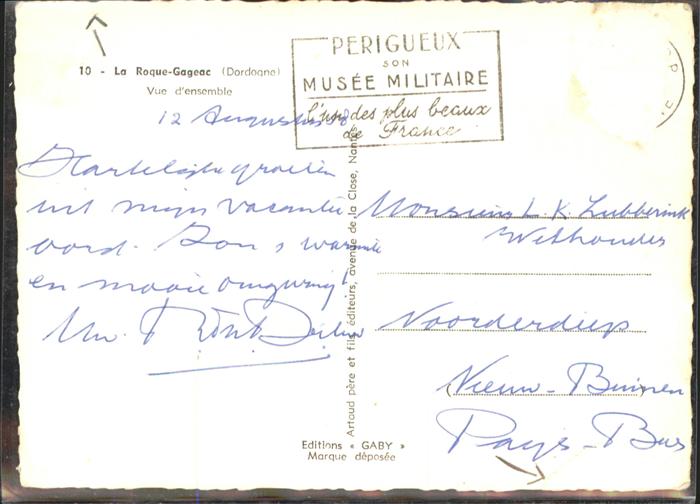 10 - La Roque-Gageac (Dordogne)
Vue d'ensemble
PERIGUEUX
SON
MUSÉE MILITAIRE
l'un des plus beaux
de France
12 Augustus 58
Hartelijke groeten
uit mijn vacantie
oord. Zon, warmte
en mooie omgeving!
Artaud père et fils éditeurs, avenue de la Close, Nantes
Monsieur L. K. Lubberink
Wethouder
Noorderdiep
Nieuw-Buinen
Pays-Bas
Editions « GABY »
Marque déposée